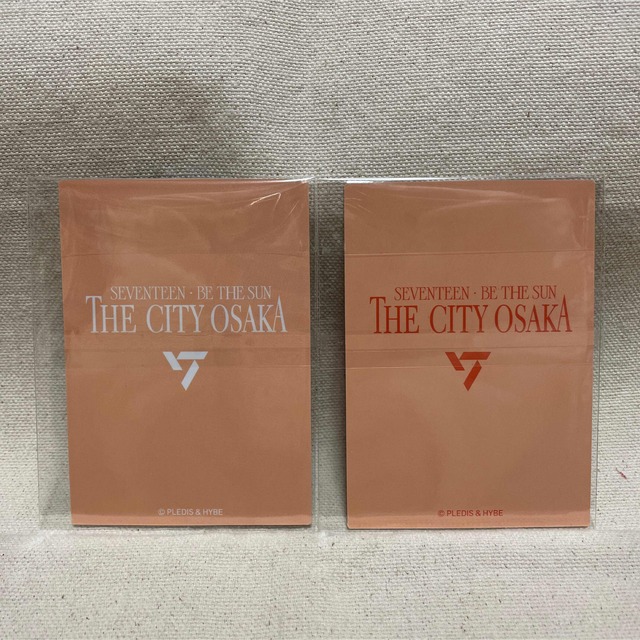 SEVENTEEN · BE THE SUN
THE CITY OSAKA
© PLEDIS & HYBE
SEVENTEEN · BE THE SUN
THE CITY OSAKA
© PLEDIS & HYBE